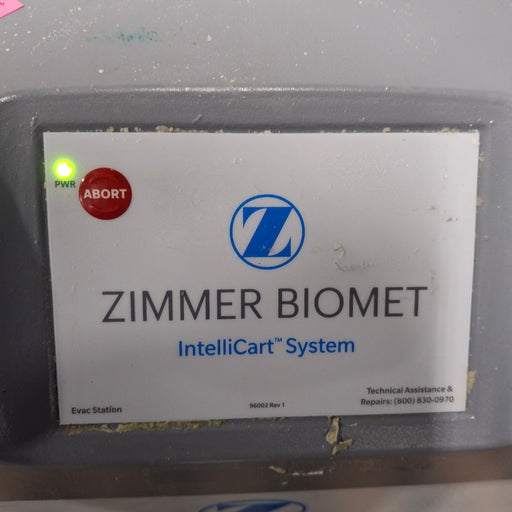 PWR
ABORT
Z
ZIMMER BIOMET
IntelliCart™ System
Technical Assistance &
Repairs: (800) 830-0970
Evac Station
96002 Rev 1